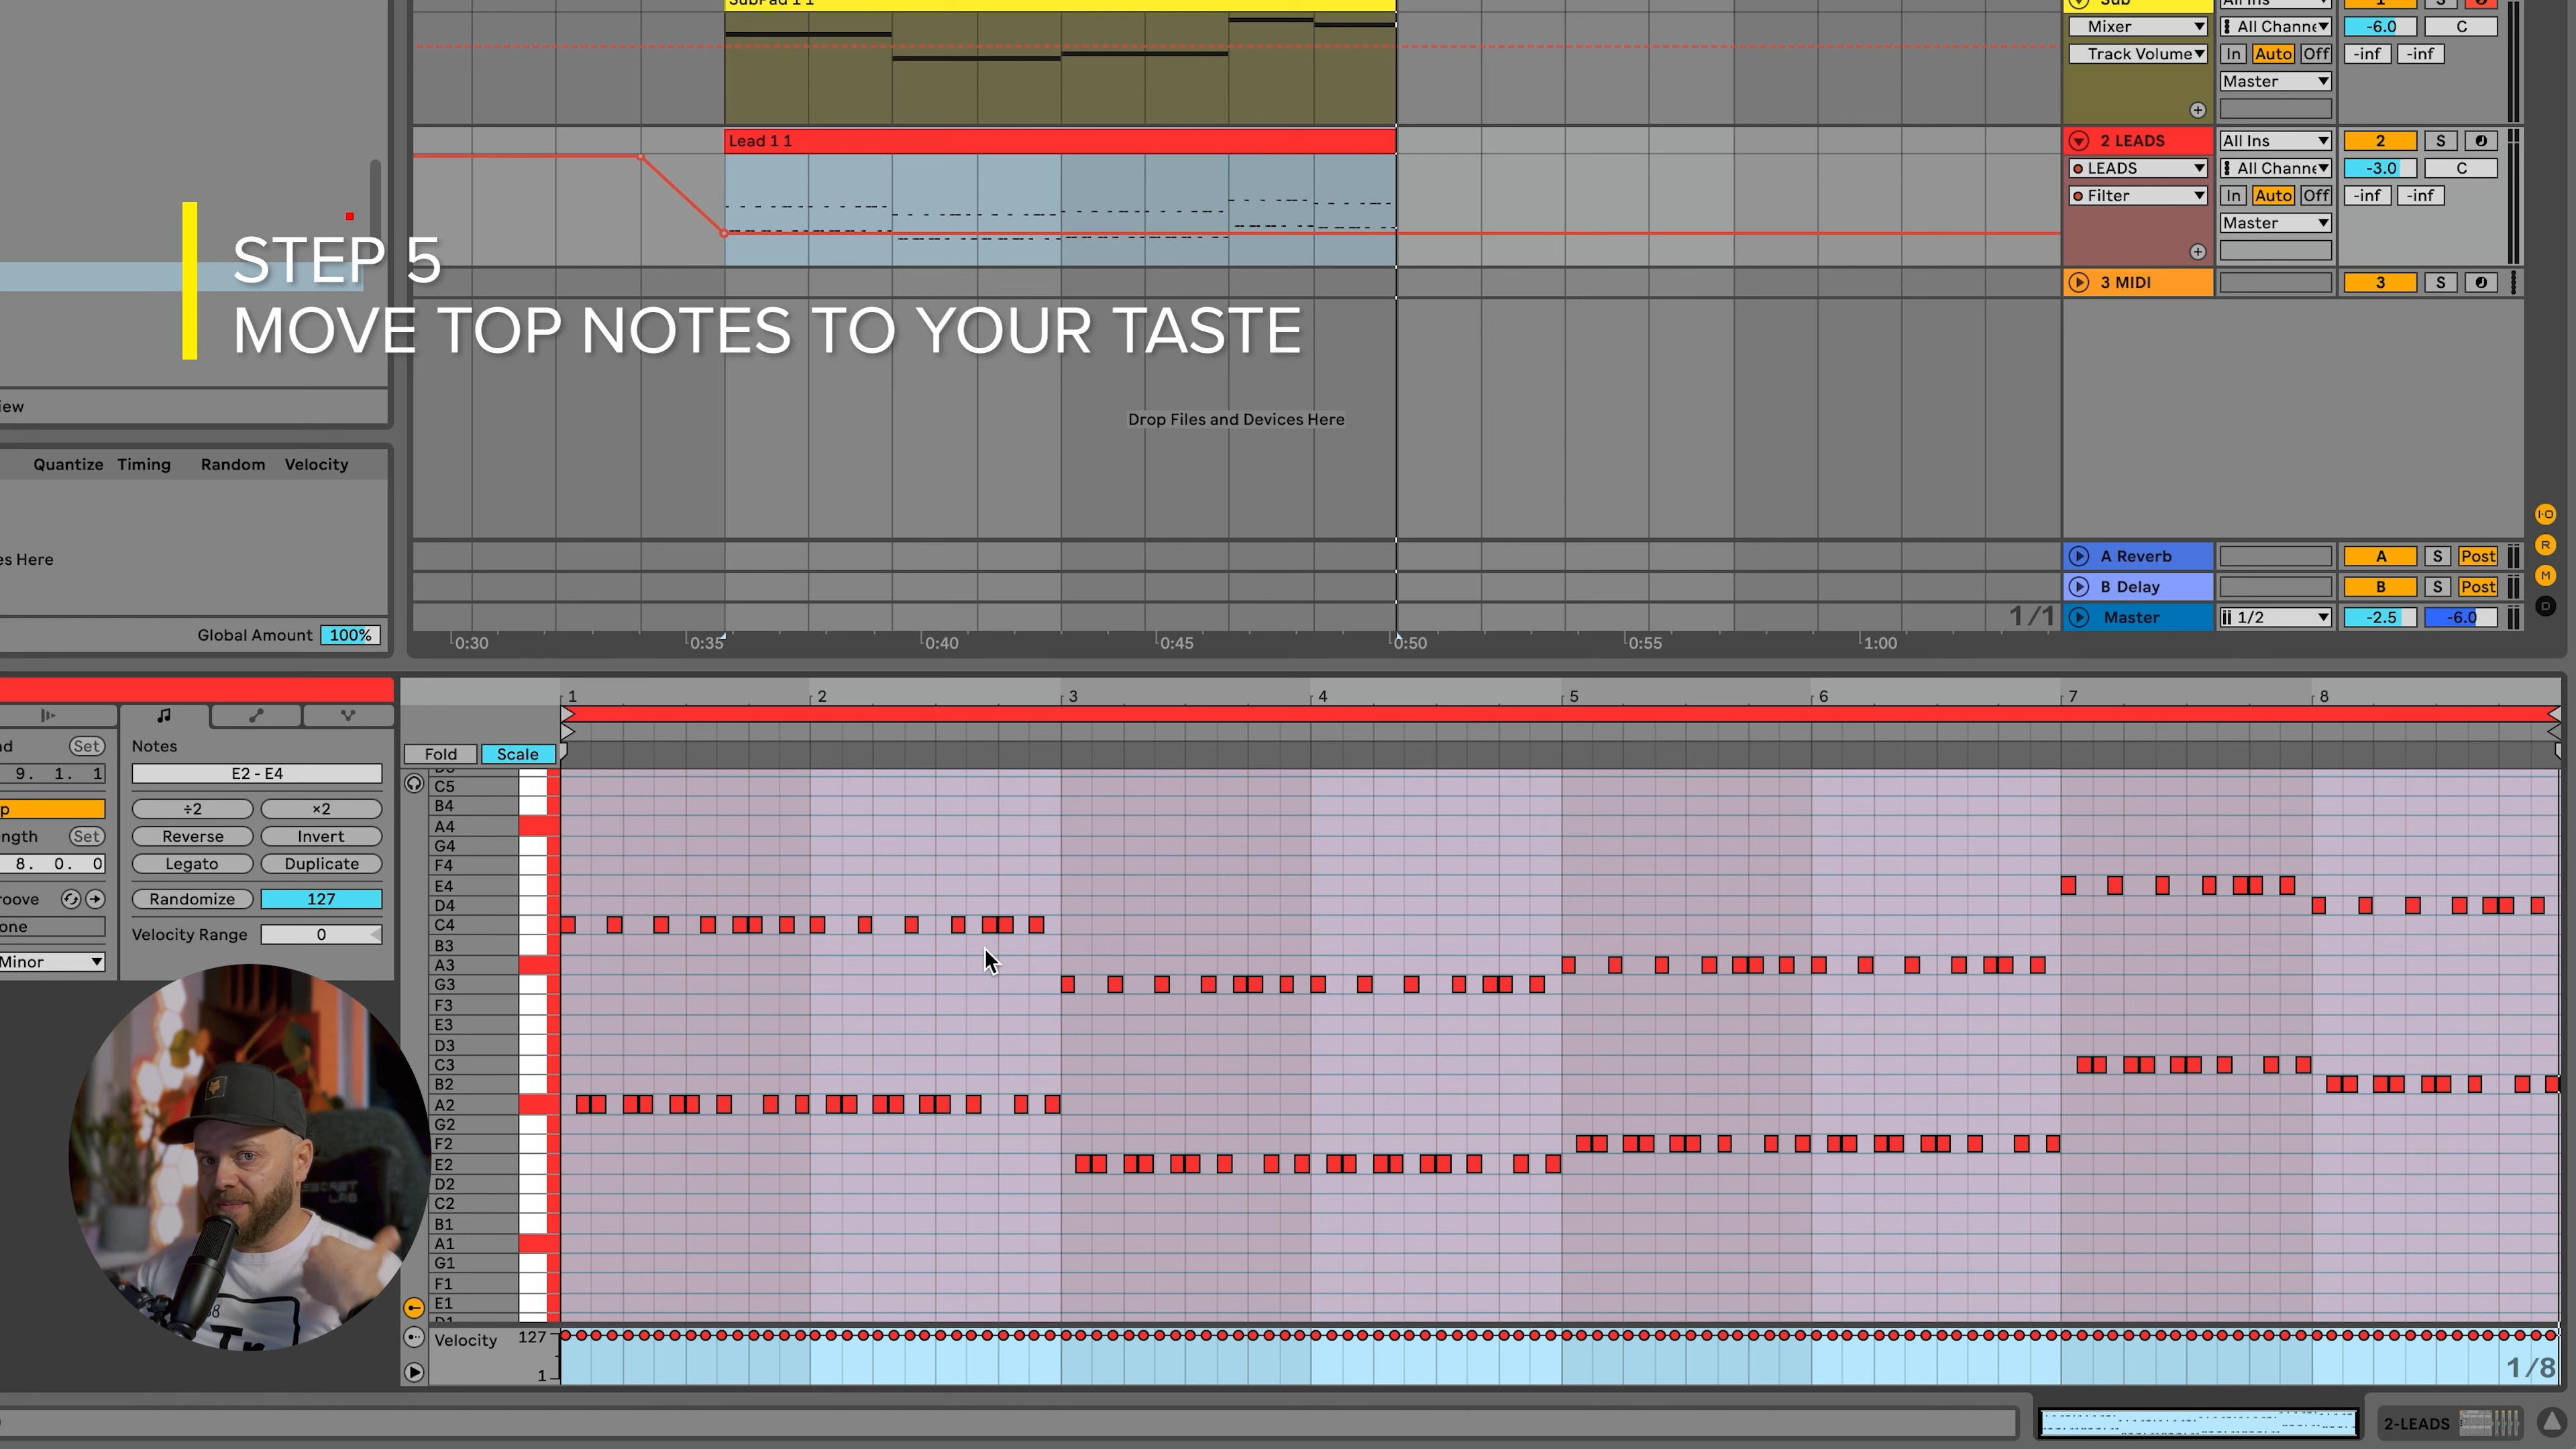 SubPad 1 1
Sub
All Ins
1
S
Mixer
All Channe
-6.0
C
Track Volume
In
Auto
Off
-inf
-inf
Master
Lead 1 1
2 LEADS
All Ins
2
S
LEADS
All Channe
-3.0
C
Filter
In
Auto
Off
-inf
-inf
Master
STEP 5
MOVE TOP NOTES TO YOUR TASTE
3 MIDI
3
S
Drop Files and Devices Here
iew
Quantize
Timing
Random
Velocity
es Here
Global Amount
100%
I·O
R
M
D
A Reverb
A
S
Post
B Delay
B
S
Post
1/1
Master
1/2
-2.5
-6.0
0:30
0:35
0:40
0:45
0:50
0:55
1:00
1
2
3
4
5
6
7
8
nd
Set
Notes
9. 1. 1
E2 - E4
p
÷2
×2
ngth
Set
Reverse
Invert
8. 0. 0
Legato
Duplicate
roove
Randomize
127
one
Velocity Range
0
Minor
Fold
Scale
C5
B4
A4
G4
F4
E4
D4
C4
B3
A3
G3
F3
E3
D3
C3
B2
A2
G2
F2
E2
D2
C2
B1
A1
G1
F1
E1
Velocity
127
1
1/8
2-LEADS